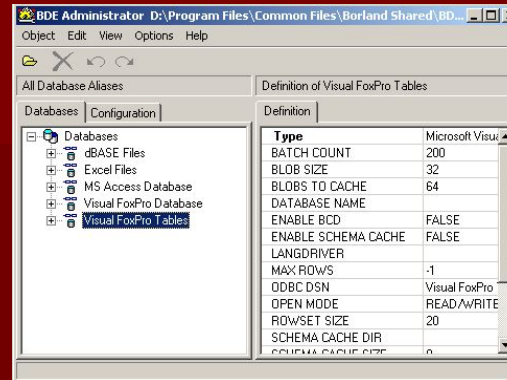 BDE Administrator D:\Program Files\Common Files\Borland Shared\BD...
Object Edit View Options Help
All Database Aliases
Definition of Visual FoxPro Tables
Databases Configuration
Definition
Databases
dBASE Files
Excel Files
MS Access Database
Visual FoxPro Database
Visual FoxPro Tables
Type Microsoft Visua
BATCH COUNT 200
BLOB SIZE 32
BLOBS TO CACHE 64
DATABASE NAME
ENABLE BCD FALSE
ENABLE SCHEMA CACHE FALSE
LANGDRIVER
MAX ROWS -1
ODBC DSN Visual FoxPro
OPEN MODE READ/WRITE
ROWSET SIZE 20
SCHEMA CACHE DIR
SCHEMA CACHE SIZE 8